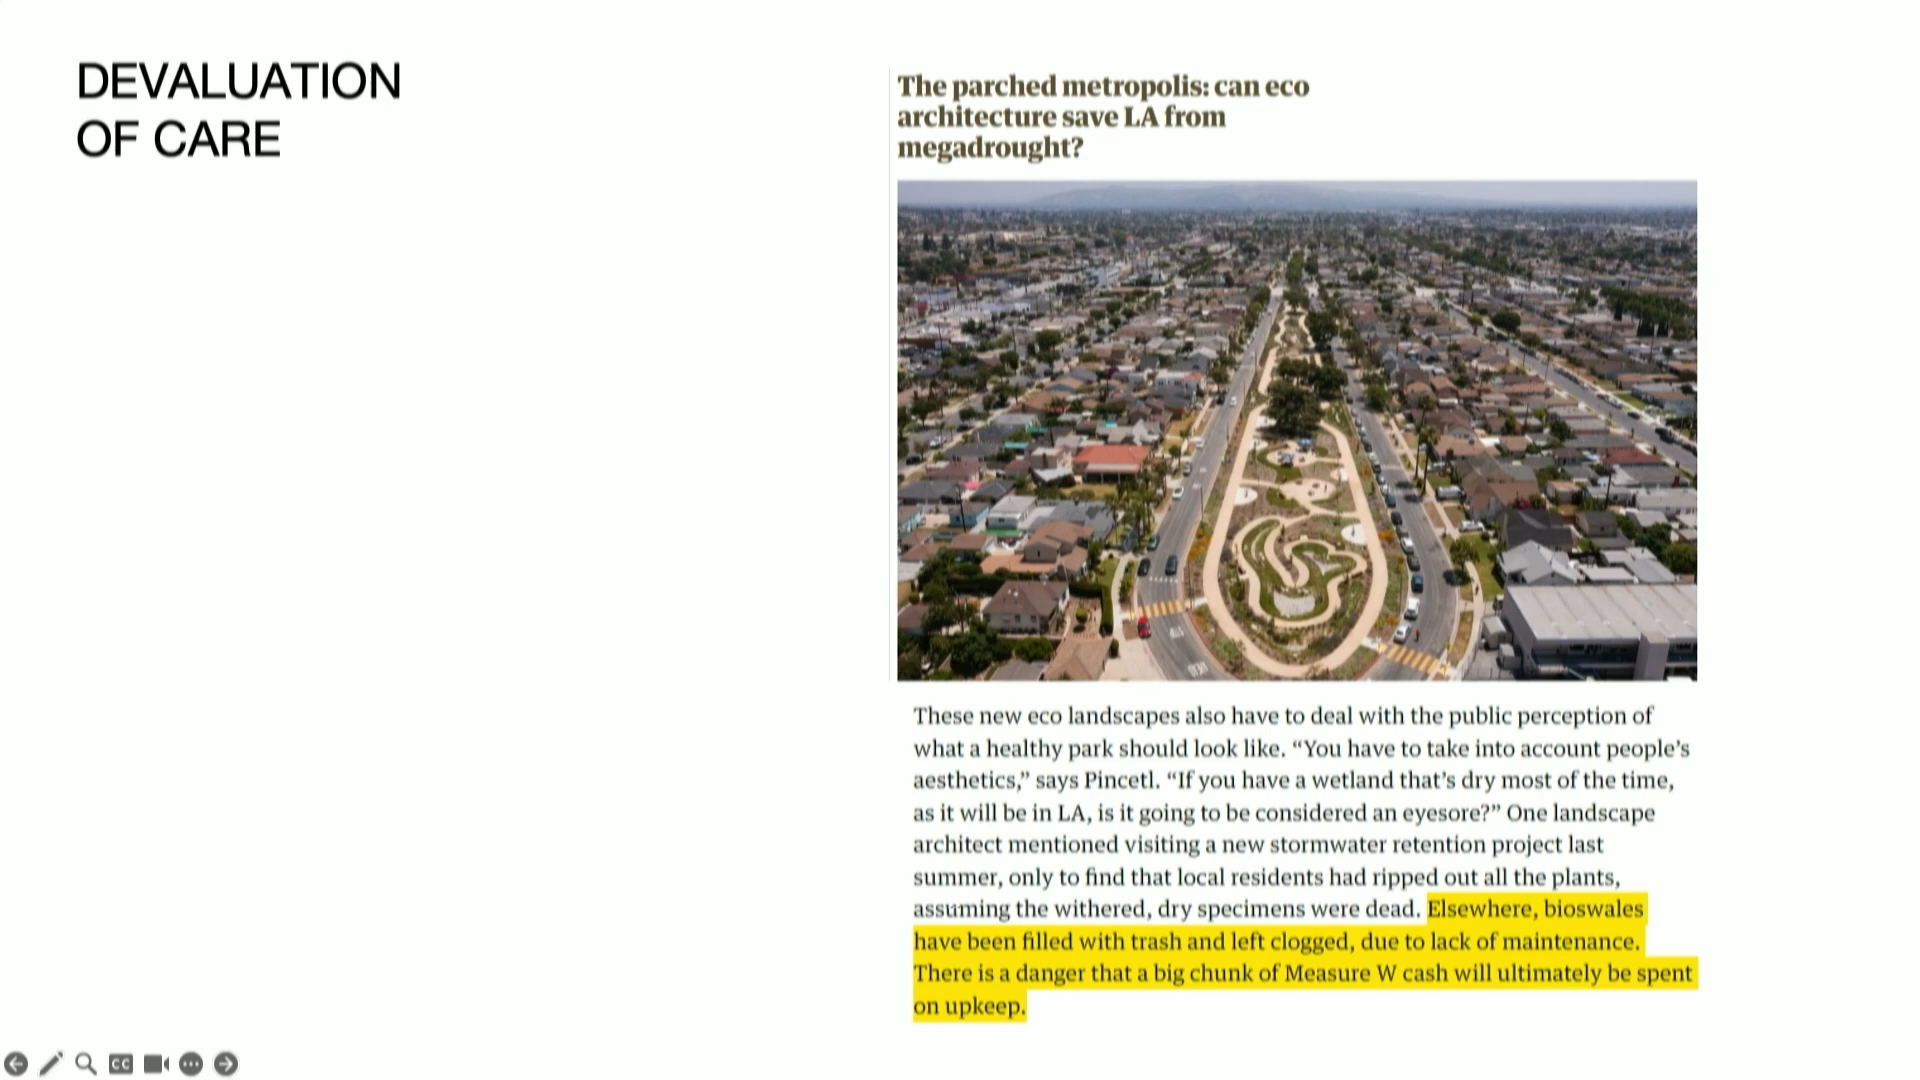 DEVALUATION
OF CARE
The parched metropolis: can eco
architecture save LA from
megadrought?
These new eco landscapes also have to deal with the public perception of
what a healthy park should look like. “You have to take into account people’s
aesthetics,” says Pincetl. “If you have a wetland that’s dry most of the time,
as it will be in LA, is it going to be considered an eyesore?” One landscape
architect mentioned visiting a new stormwater retention project last
summer, only to find that local residents had ripped out all the plants,
assuming the withered, dry specimens were dead. Elsewhere, bioswales
have been filled with trash and left clogged, due to lack of maintenance.
There is a danger that a big chunk of Measure W cash will ultimately be spent
on upkeep.
CC